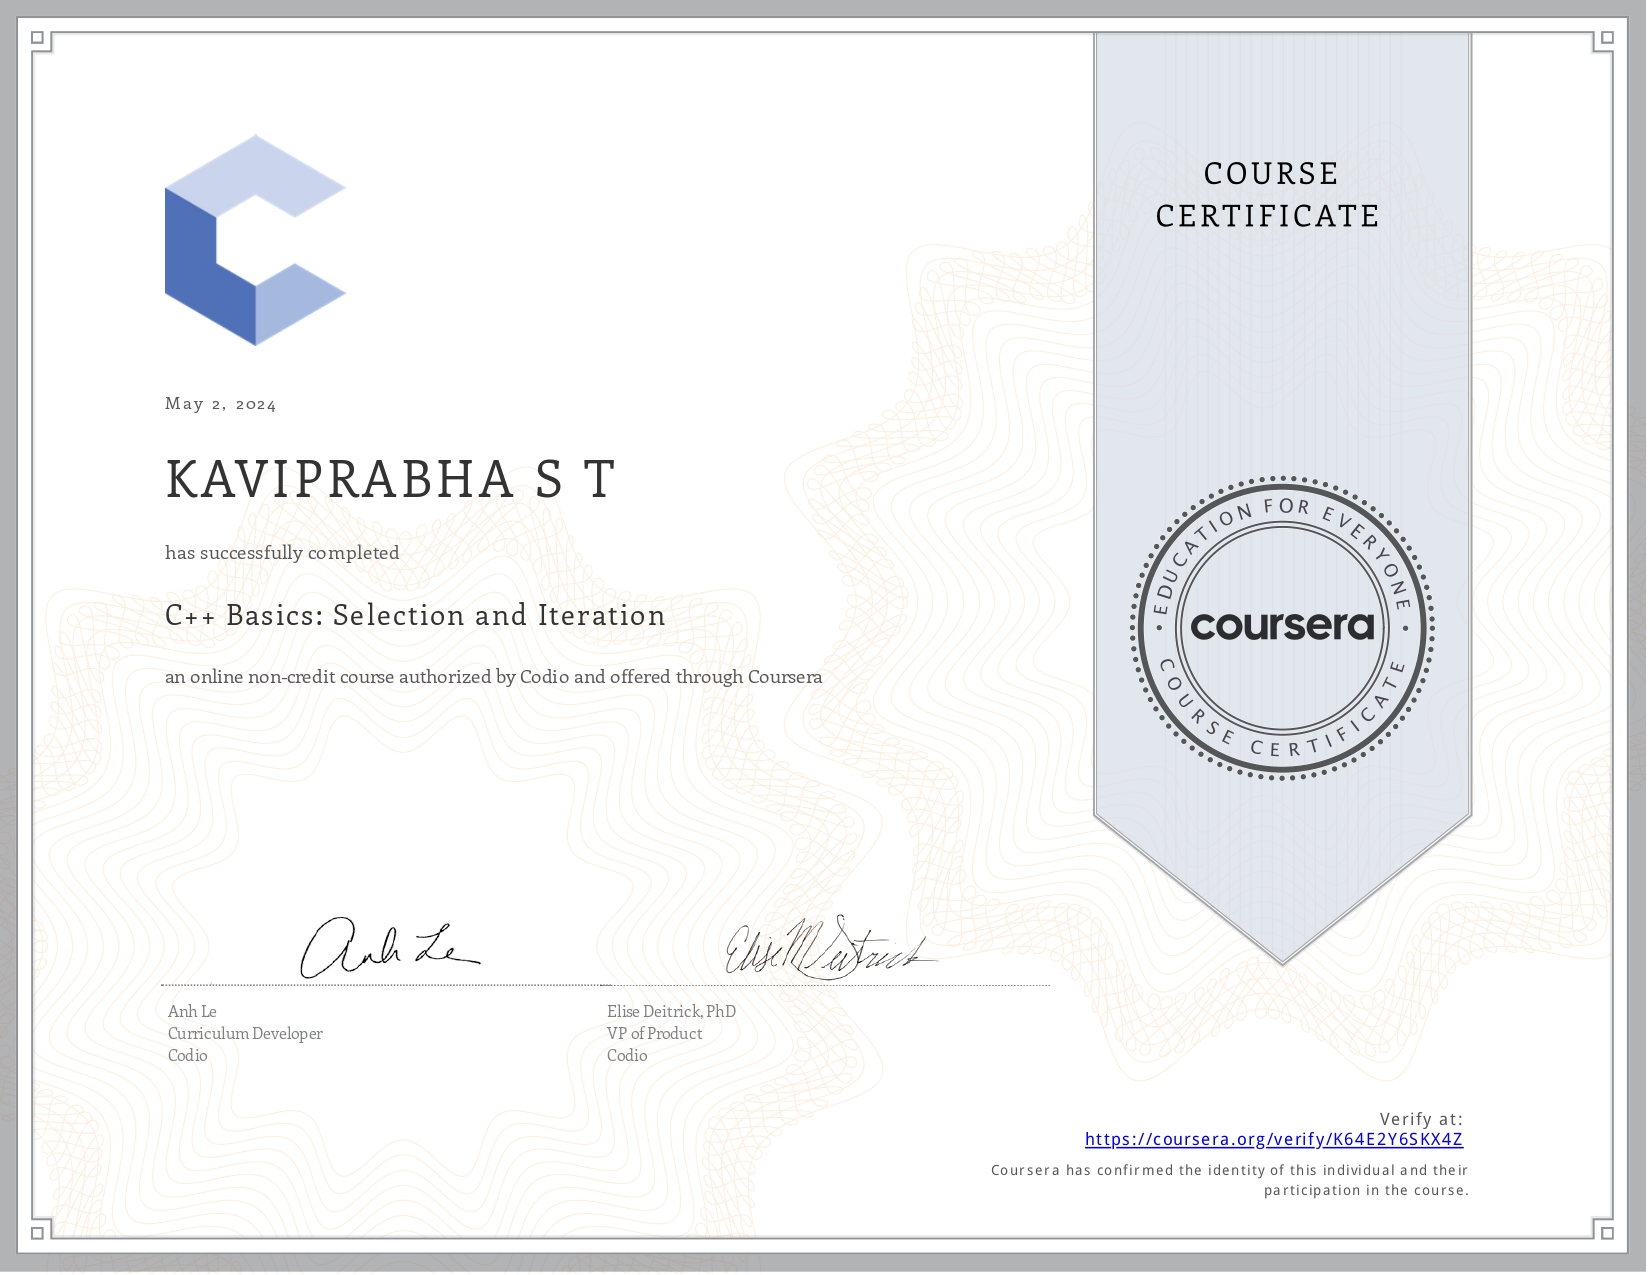 COURSE
CERTIFICATE
May 2, 2024
KAVIPRABHA S T
has successfully completed
C++ Basics: Selection and Iteration
an online non-credit course authorized by Codio and offered through Coursera
EDUCATION FOR EVERYONE
coursera
COURSE CERTIFICATE
Anh Le
Elise M Deitrick
Anh Le
Curriculum Developer
Codio
Elise Deitrick, PhD
VP of Product
Codio
Verify at:
https://coursera.org/verify/K64E2Y6SKX4Z
Coursera has confirmed the identity of this individual and their
participation in the course.